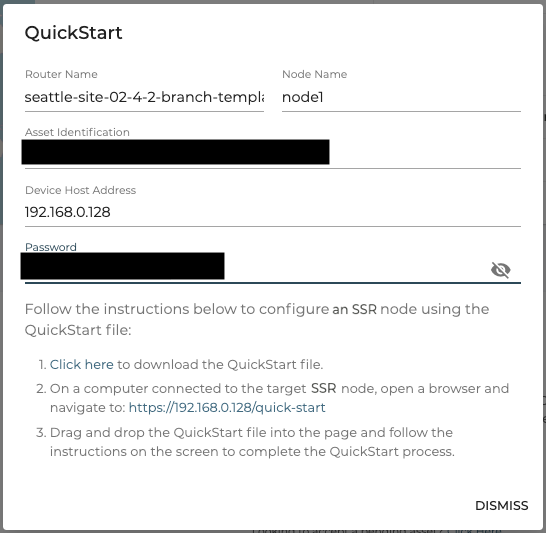 QuickStart
Router Name Node Name
seattle-site-02-4-2-branch-templa node1
Asset Identification
Device Host Address
192.168.0.128
Password
Follow the instructions below to configure an SSR node using the
QuickStart file:
1. Click here to download the QuickStart file.
2. On a computer connected to the target SSR node, open a browser and
navigate to: https://192.168.0.128/quick-start
3. Drag and drop the QuickStart file into the page and follow the
instructions on the screen to complete the QuickStart process.
DISMISS